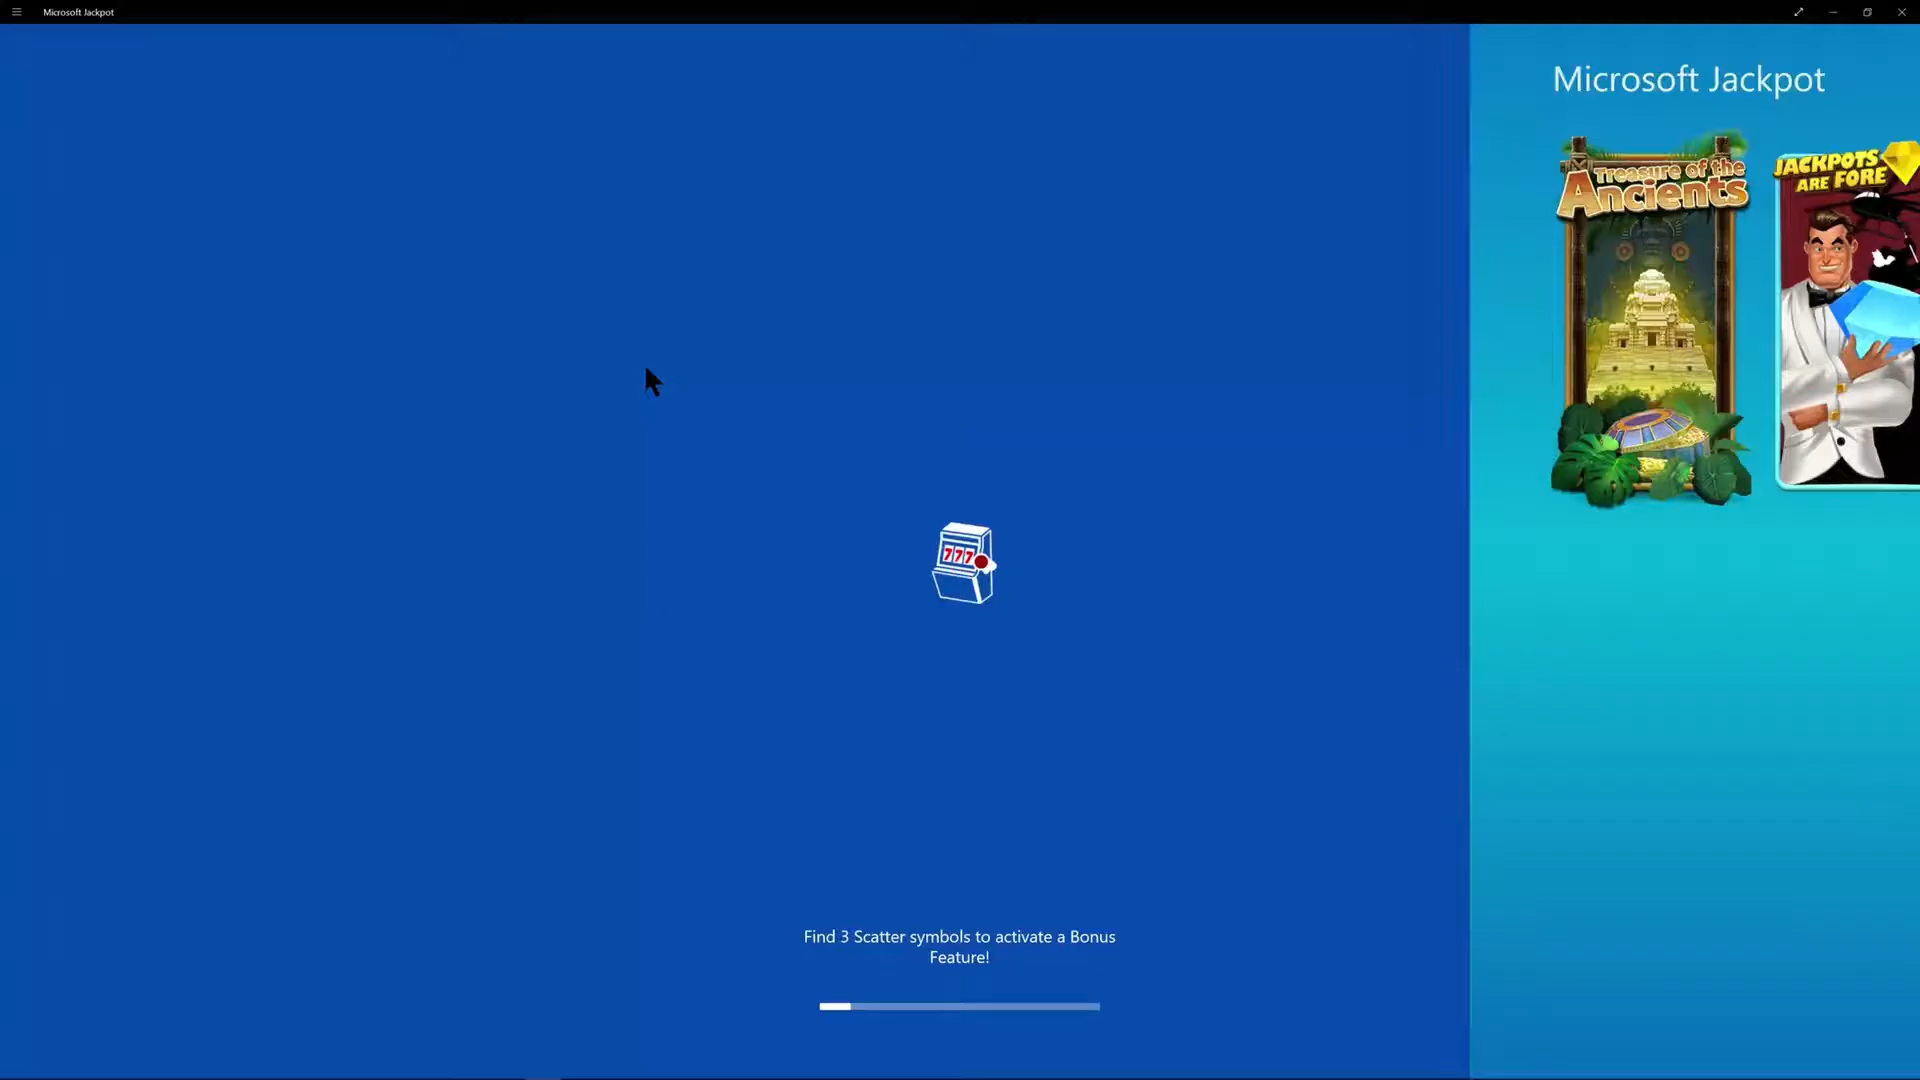 Microsoft Jackpot
Microsoft Jackpot
Treasure of the
Ancients
JACKPOTS
ARE FORE
777
Find 3 Scatter symbols to activate a Bonus
Feature!